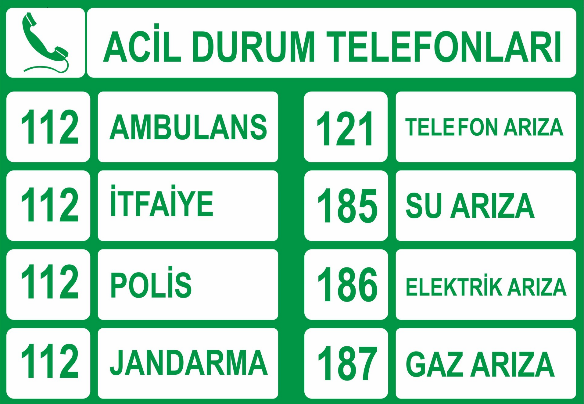 ACİL DURUM TELEFONLARI
112 AMBULANS
121 TELEFON ARIZA
112 İTFAİYE
185 SU ARIZA
112 POLİS
186 ELEKTRİK ARIZA
112 JANDARMA
187 GAZ ARIZA